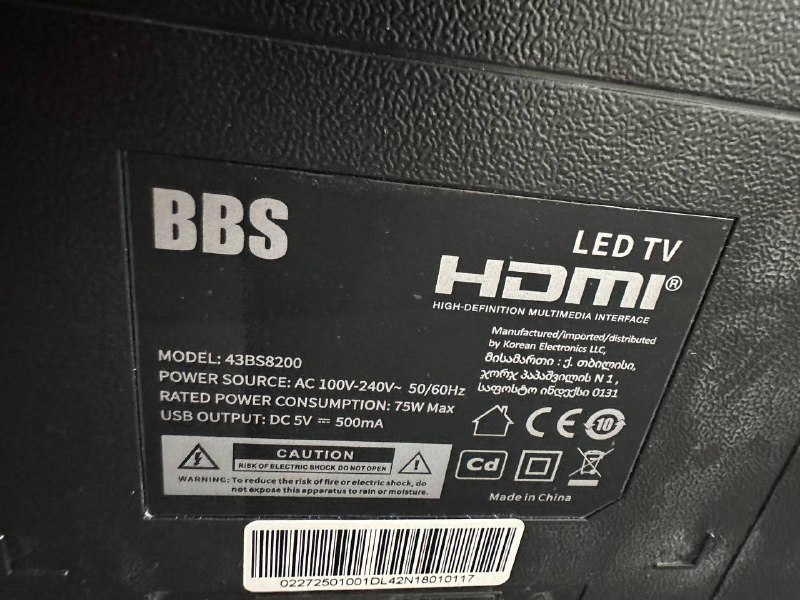 BBS
LED TV
HDMI®
HIGH-DEFINITION MULTIMEDIA INTERFACE
Manufactured/imported/distributed
by Korean Electronics LLC,
მისამართი : ქ. თბილისი,
ჯორჯ პაპაშვილის N 1 ,
საფოსტო ინდექსი 0131
MODEL: 43BS8200
POWER SOURCE: AC 100V-240V~ 50/60Hz
RATED POWER CONSUMPTION: 75W Max
USB OUTPUT: DC 5V ⎓ 500mA
CE 10
CAUTION
RISK OF ELECTRIC SHOCK DO NOT OPEN
WARNING: To reduce the risk of fire or electric shock, do
not expose this apparatus to rain or moisture.
Cd
Made in China
02272501001DL42N18010117